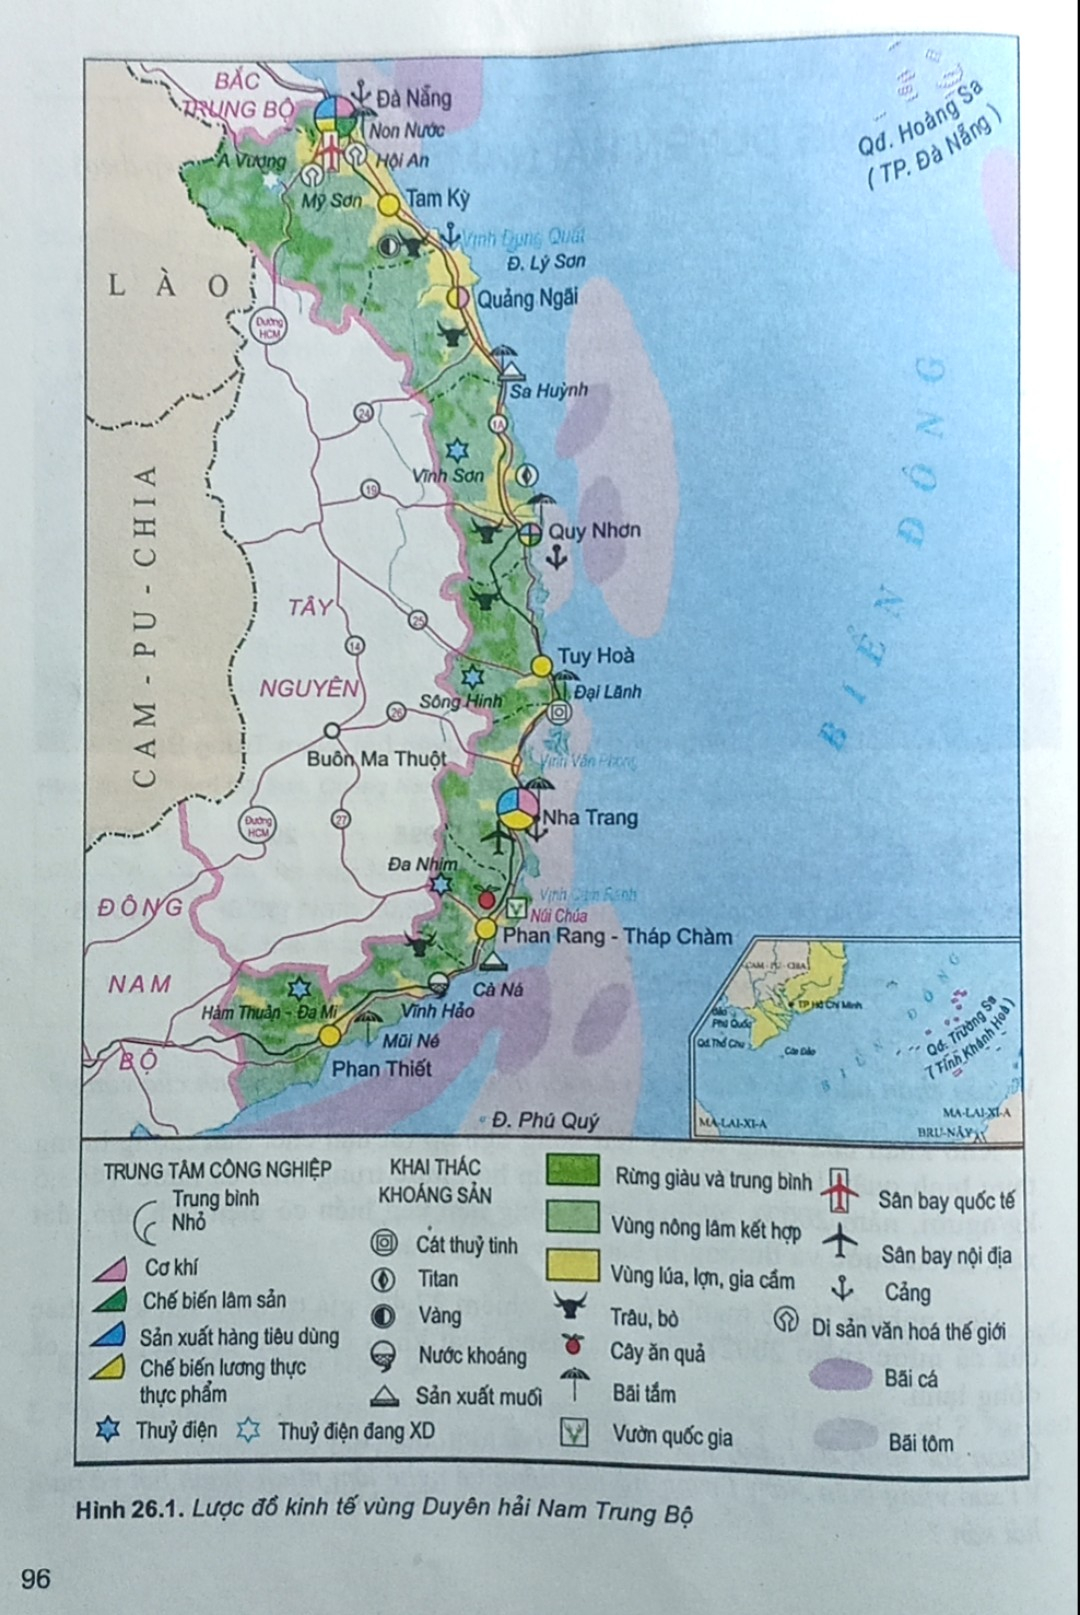 BẮC
TRUNG BỘ
Đà Nẵng
Non Nước
A Vương
Hội An
Mỹ Sơn
Tam Kỳ
Qđ. Hoàng Sa
( TP. Đà Nẵng )
Vịnh Dung Quất
Đ. Lý Sơn
LÀO
Quảng Ngãi
Đường
HCM
Sa Huỳnh
24
1A
Vĩnh Sơn
19
Quy Nhơn
BIỂN ĐÔNG
CAM - PU - CHIA
TÂY
25
14
Tuy Hoà
NGUYÊN
Sông Hinh
Đại Lãnh
26
Buôn Ma Thuột
Vịnh Vân Phong
Đường
HCM
27
Nha Trang
Đa Nhim
Vịnh Cam Ranh
Núi Chúa
ĐÔNG
Phan Rang - Tháp Chàm
NAM
Cà Ná
Hàm Thuận - Đa Mi
Vĩnh Hảo
Mũi Né
BỘ
Phan Thiết
Đ. Phú Quý
CAM - PU - CHIA
TP Hồ Chí Minh
Đảo
Phú Quốc
Qđ. Thổ Chu
Côn Đảo
BIỂN ĐÔNG
Qđ. Trường Sa
( Tỉnh Khánh Hoà )
MA-LAI-XI-A
MA-LAI-XI-A
BRU-NÂY
TRUNG TÂM CÔNG NGHIỆP
Trung bình
Nhỏ
Cơ khí
Chế biến lâm sản
Sản xuất hàng tiêu dùng
Chế biến lương thực
thực phẩm
Thuỷ điện
Thuỷ điện đang XD
KHAI THÁC
KHOÁNG SẢN
Cát thuỷ tinh
Titan
Vàng
Nước khoáng
Sản xuất muối
Rừng giàu và trung bình
Vùng nông lâm kết hợp
Vùng lúa, lợn, gia cầm
Trâu, bò
Cây ăn quả
Bãi tắm
Vườn quốc gia
Sân bay quốc tế
Sân bay nội địa
Cảng
Di sản văn hoá thế giới
Bãi cá
Bãi tôm
Hình 26.1. Lược đồ kinh tế vùng Duyên hải Nam Trung Bộ
96